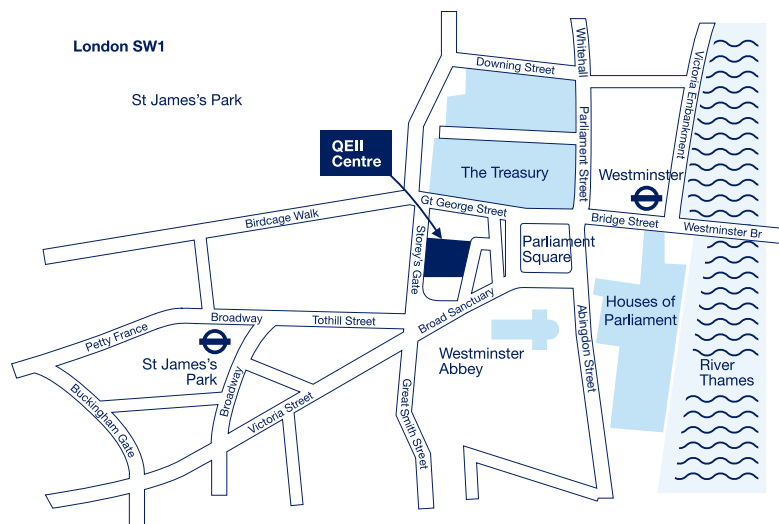 London SW1
St James's Park
QEII
Centre
Downing Street
Whitehall
Victoria Embankment
Parliament Street
The Treasury
Westminster
Gt George Street
Birdcage Walk
Storey's Gate
Parliament
Square
Bridge Street
Westminster Br
Broad Sanctuary
Tothill Street
Broadway
Petty France
St James's
Park
Buckingham Gate
Broadway
Victoria Street
Great Smith Street
Westminster
Abbey
Abingdon Street
Houses of
Parliament
River
Thames